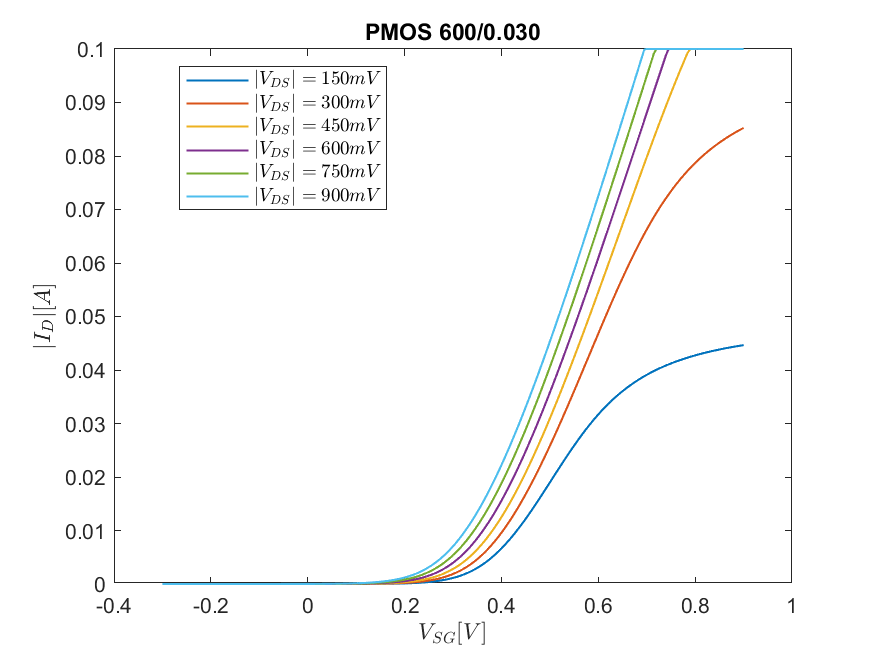 PMOS 600/0.030
0.1
0.09
0.08
0.07
0.06
0.05
0.04
0.03
0.02
0.01
0
|I_D|[A]
|V_DS| = 150mV
|V_DS| = 300mV
|V_DS| = 450mV
|V_DS| = 600mV
|V_DS| = 750mV
|V_DS| = 900mV
-0.4 -0.2 0 0.2 0.4 0.6 0.8 1
V_SG[V]